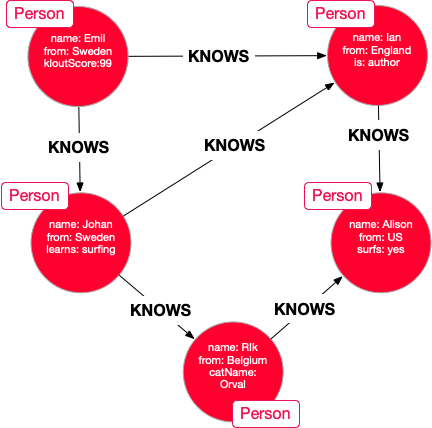 Person
name: Emil
from: Sweden
kloutScore:99
KNOWS
Person
name: Ian
from: England
is: author
KNOWS
KNOWS
KNOWS
Person
name: Johan
from: Sweden
learns: surfing
Person
name: Alison
from: US
surfs: yes
KNOWS
KNOWS
name: RIk
from: Belgium
catName:
Orval
Person